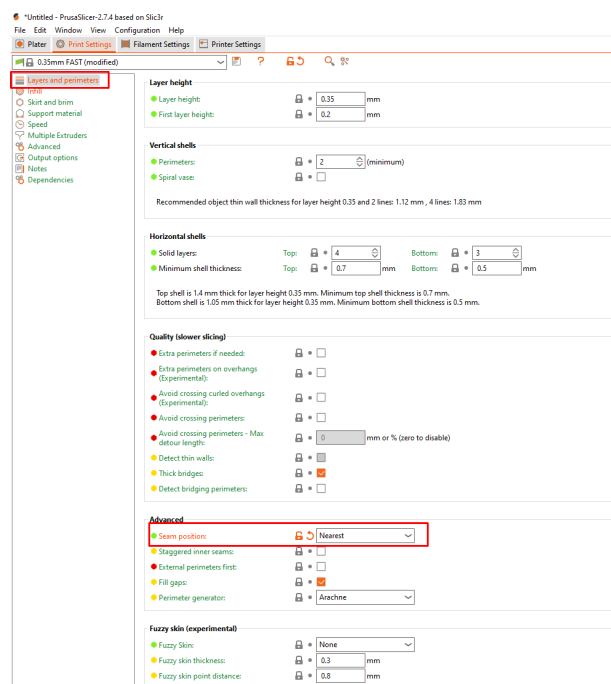 *Untitled - PrusaSlicer-2.7.4 based on Slic3r
File Edit Window View Configuration Help
Plater Print Settings Filament Settings Printer Settings
0.35mm FAST (modified)
Layers and perimeters
Infill
Skirt and brim
Support material
Speed
Multiple Extruders
Advanced
Output options
Notes
Dependencies
Layer height
Layer height: 0.35 mm
First layer height: 0.2 mm
Vertical shells
Perimeters: 2 (minimum)
Spiral vase:
Recommended object thin wall thickness for layer height 0.35 and 2 lines: 1.12 mm , 4 lines: 1.83 mm
Horizontal shells
Solid layers: Top: 4 Bottom: 3
Minimum shell thickness: Top: 0.7 mm Bottom: 0.5 mm
Top shell is 1.4 mm thick for layer height 0.35 mm. Minimum top shell thickness is 0.7 mm.
Bottom shell is 1.05 mm thick for layer height 0.35 mm. Minimum bottom shell thickness is 0.5 mm.
Quality (slower slicing)
Extra perimeters if needed:
Extra perimeters on overhangs
(Experimental):
Avoid crossing curled overhangs
(Experimental):
Avoid crossing perimeters:
Avoid crossing perimeters - Max
detour length: 0 mm or % (zero to disable)
Detect thin walls:
Thick bridges:
Detect bridging perimeters:
Advanced
Seam position: Nearest
Staggered inner seams:
External perimeters first:
Fill gaps:
Perimeter generator: Arachne
Fuzzy skin (experimental)
Fuzzy Skin: None
Fuzzy skin thickness: 0.3 mm
Fuzzy skin point distance: 0.8 mm